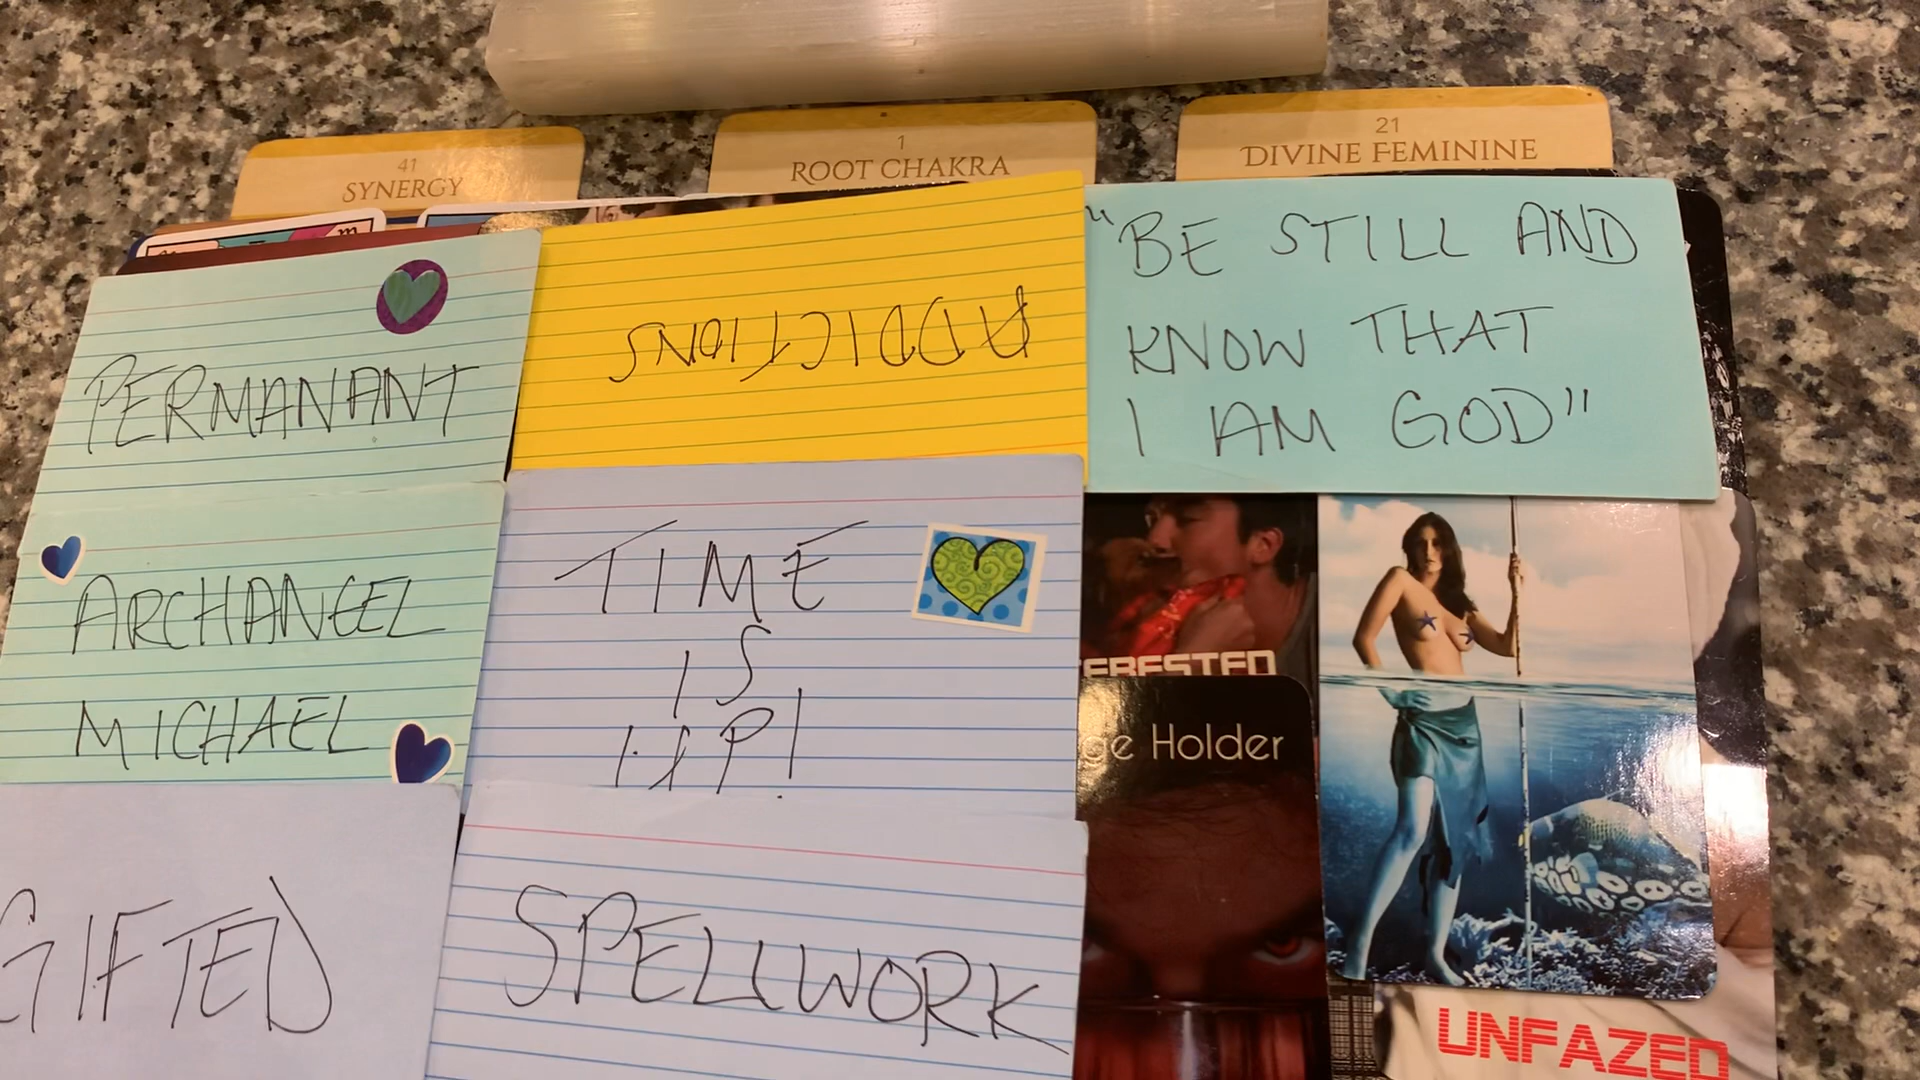 41
SYNERGY
1
ROOT CHAKRA
21
DIVINE FEMININE
PERMANANT
ADDICTIONS
"BE STILL AND
KNOW THAT
I AM GOD"
ARCHANGEL
MICHAEL
TIME
IS
UP!
ERESTED
ge Holder
GIFTED
SPELLWORK
UNFAZED